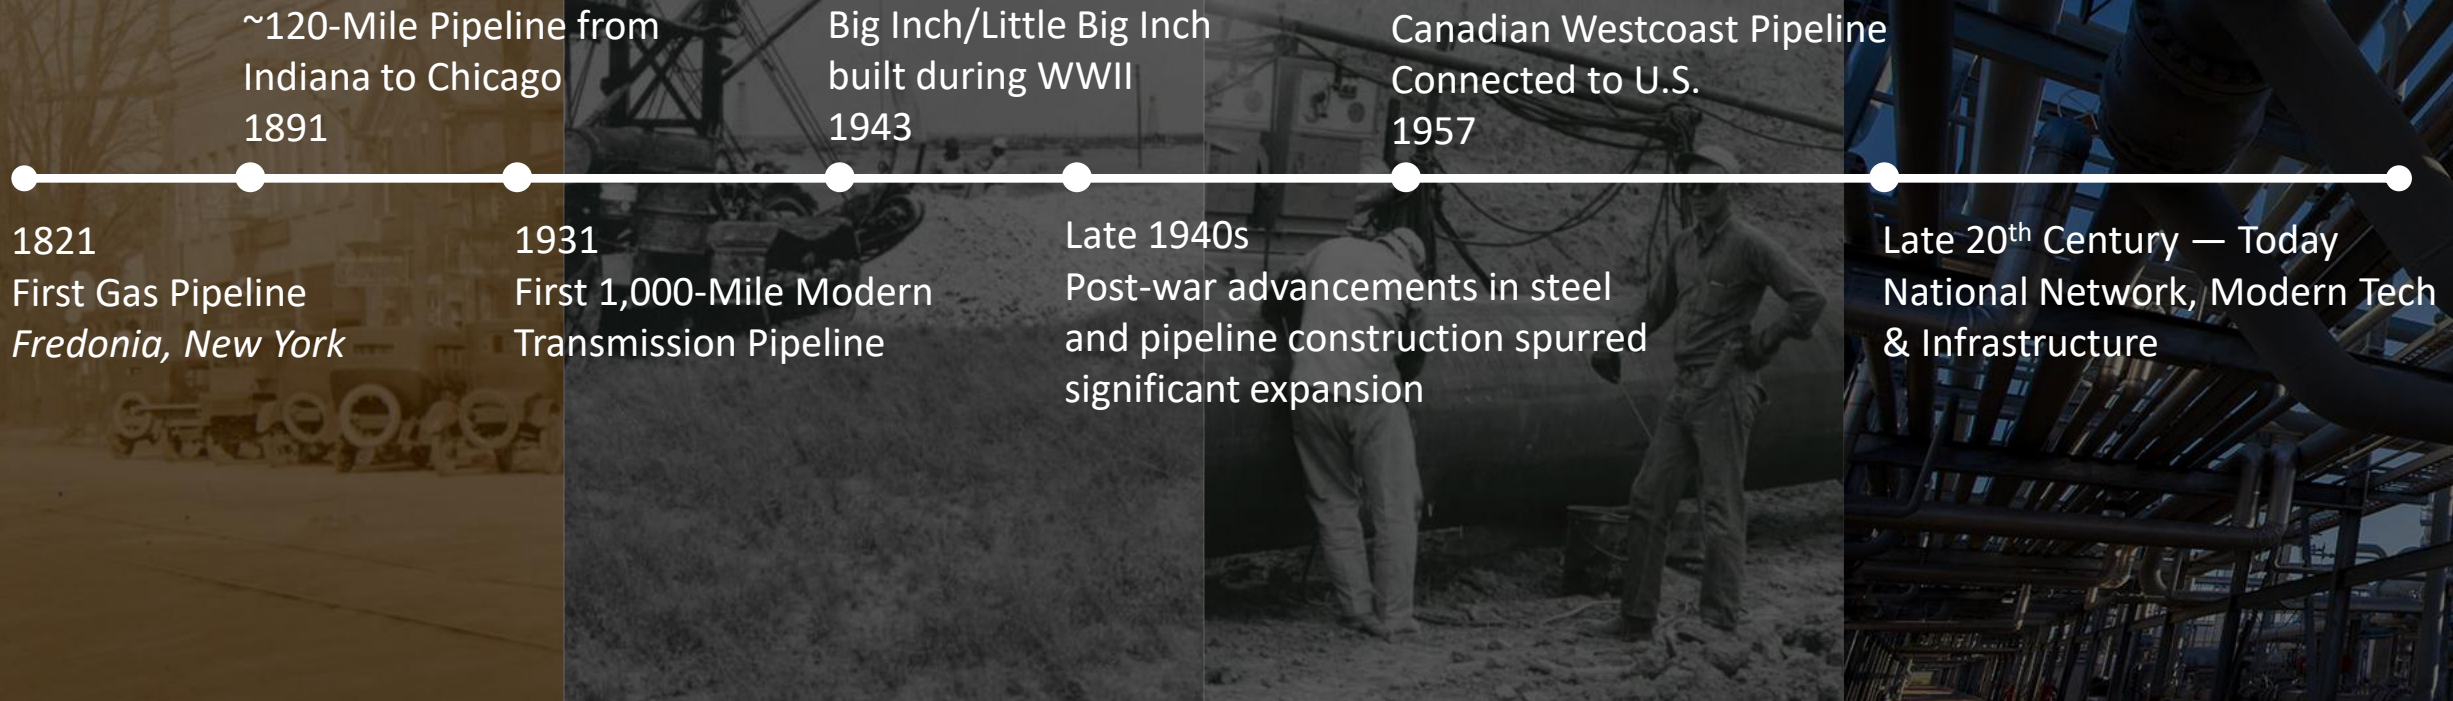 ~120-Mile Pipeline from
Indiana to Chicago
1891
Big Inch/Little Big Inch
built during WWII
1943
Canadian Westcoast Pipeline
Connected to U.S.
1957
1821
First Gas Pipeline
Fredonia, New York
1931
First 1,000-Mile Modern
Transmission Pipeline
Late 1940s
Post-war advancements in steel
and pipeline construction spurred
significant expansion
Late 20th Century — Today
National Network, Modern Tech
& Infrastructure